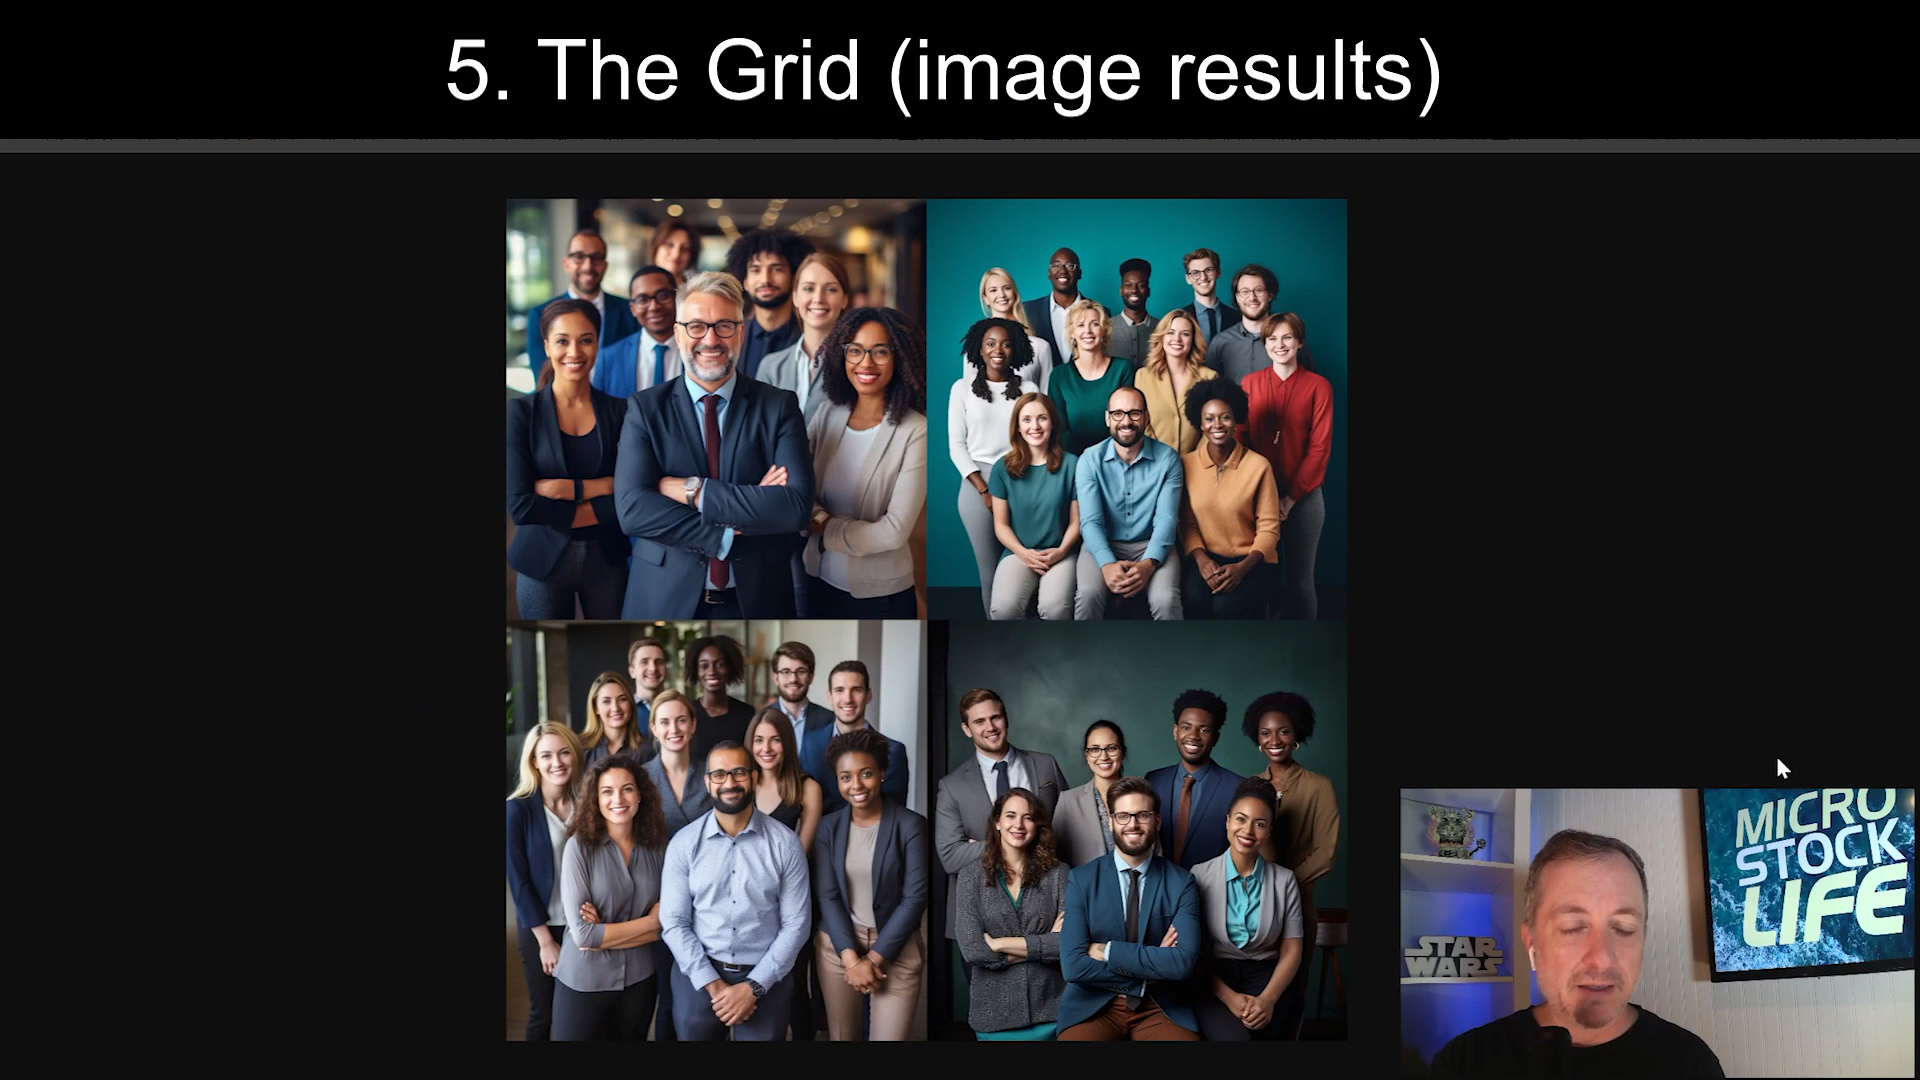 5. The Grid (image results)
STAR
WARS
MICRO
STOCK
LIFE